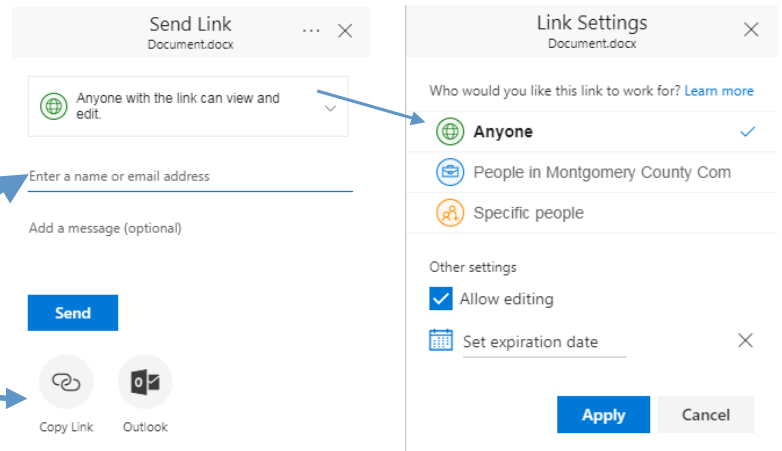 Send Link
Document.docx
Anyone with the link can view and
edit.
Enter a name or email address
Add a message (optional)
Send
Copy Link
Outlook
Link Settings
Document.docx
Who would you like this link to work for? Learn more
Anyone
People in Montgomery County Com
Specific people
Other settings
Allow editing
Set expiration date
Apply
Cancel